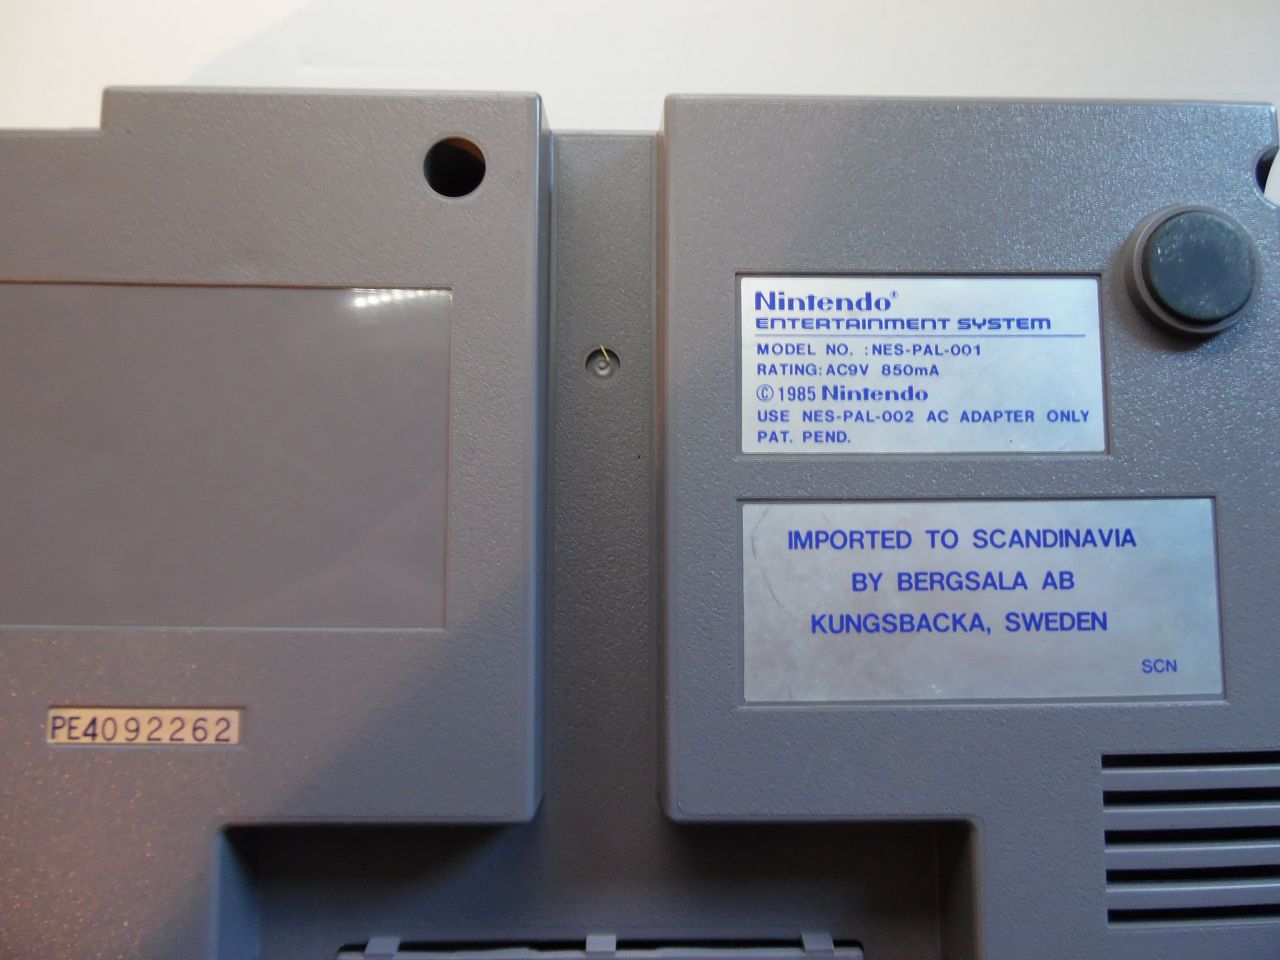 Nintendo®
ENTERTAINMENT SYSTEM
MODEL NO. : NES-PAL-001
RATING: AC9V 850mA
© 1985 Nintendo
USE NES-PAL-002 AC ADAPTER ONLY
PAT. PEND.
IMPORTED TO SCANDINAVIA
BY BERGSALA AB
KUNGSBACKA, SWEDEN
SCN
PE4092262